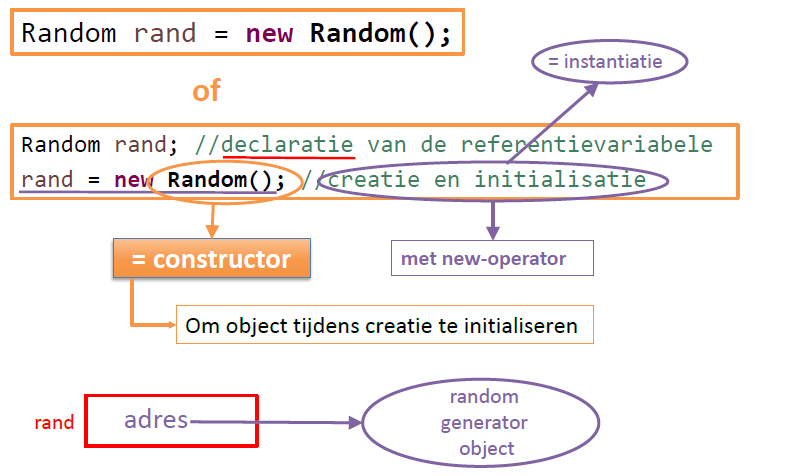 Random rand = new Random();
= instantiatie
of
Random rand; //declaratie van de referentievariabele
rand = new Random(); //creatie en initialisatie
= constructor
met new-operator
Om object tijdens creatie te initialiseren
rand
adres
random
generator
object